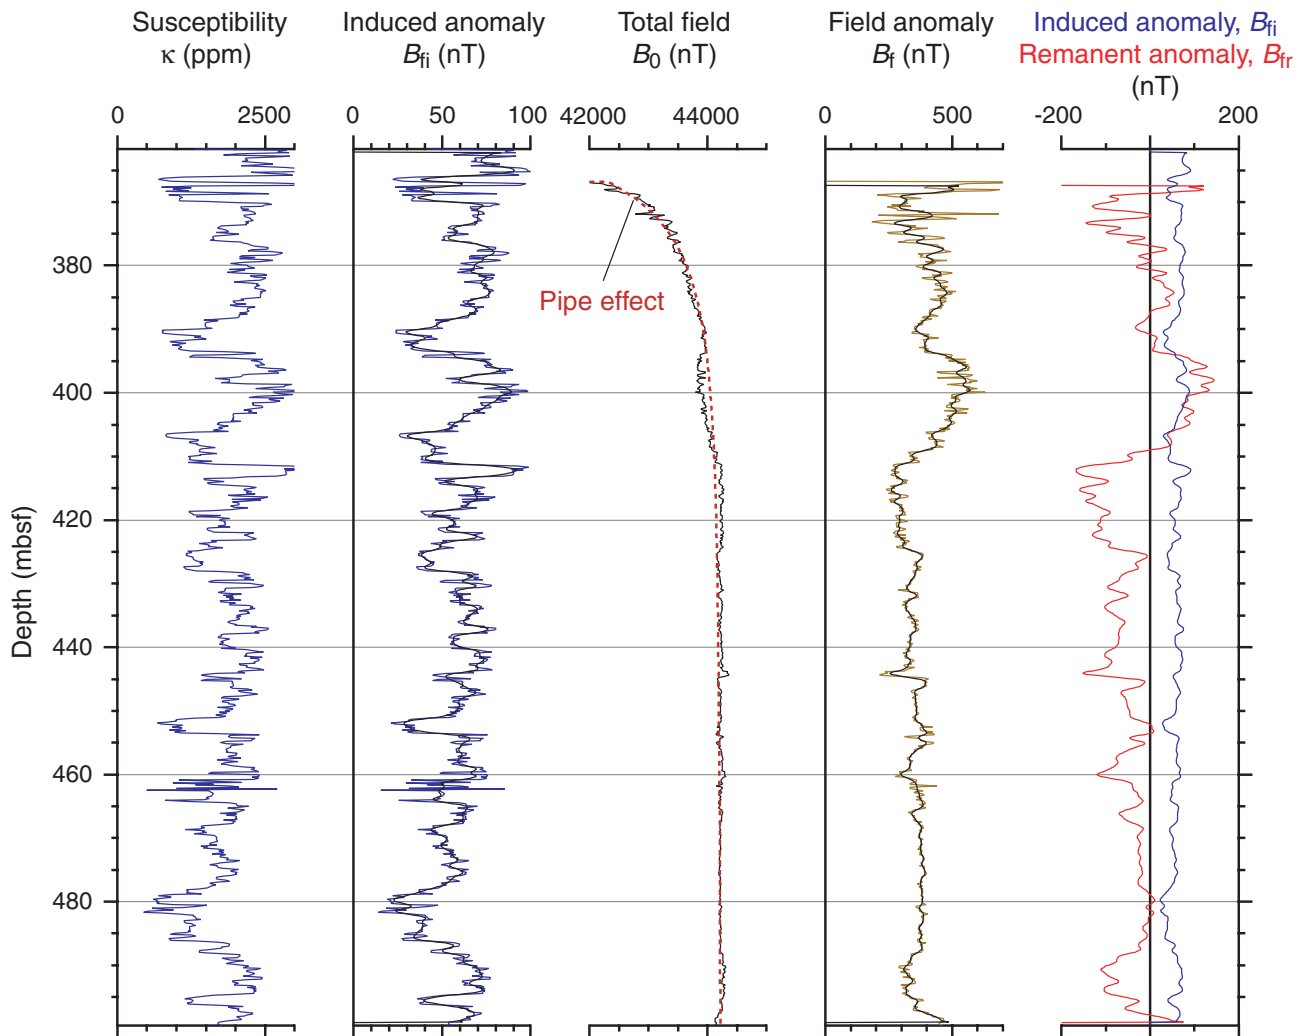 Susceptibility
κ (ppm)
Induced anomaly
Bfi (nT)
Total field
B0 (nT)
Field anomaly
Bf (nT)
Induced anomaly, Bfi
Remanent anomaly, Bfr
(nT)
0 2500
0 50 100
42000 44000
0 500
-200 200
Pipe effect
Depth (mbsf)
380
400
420
440
460
480